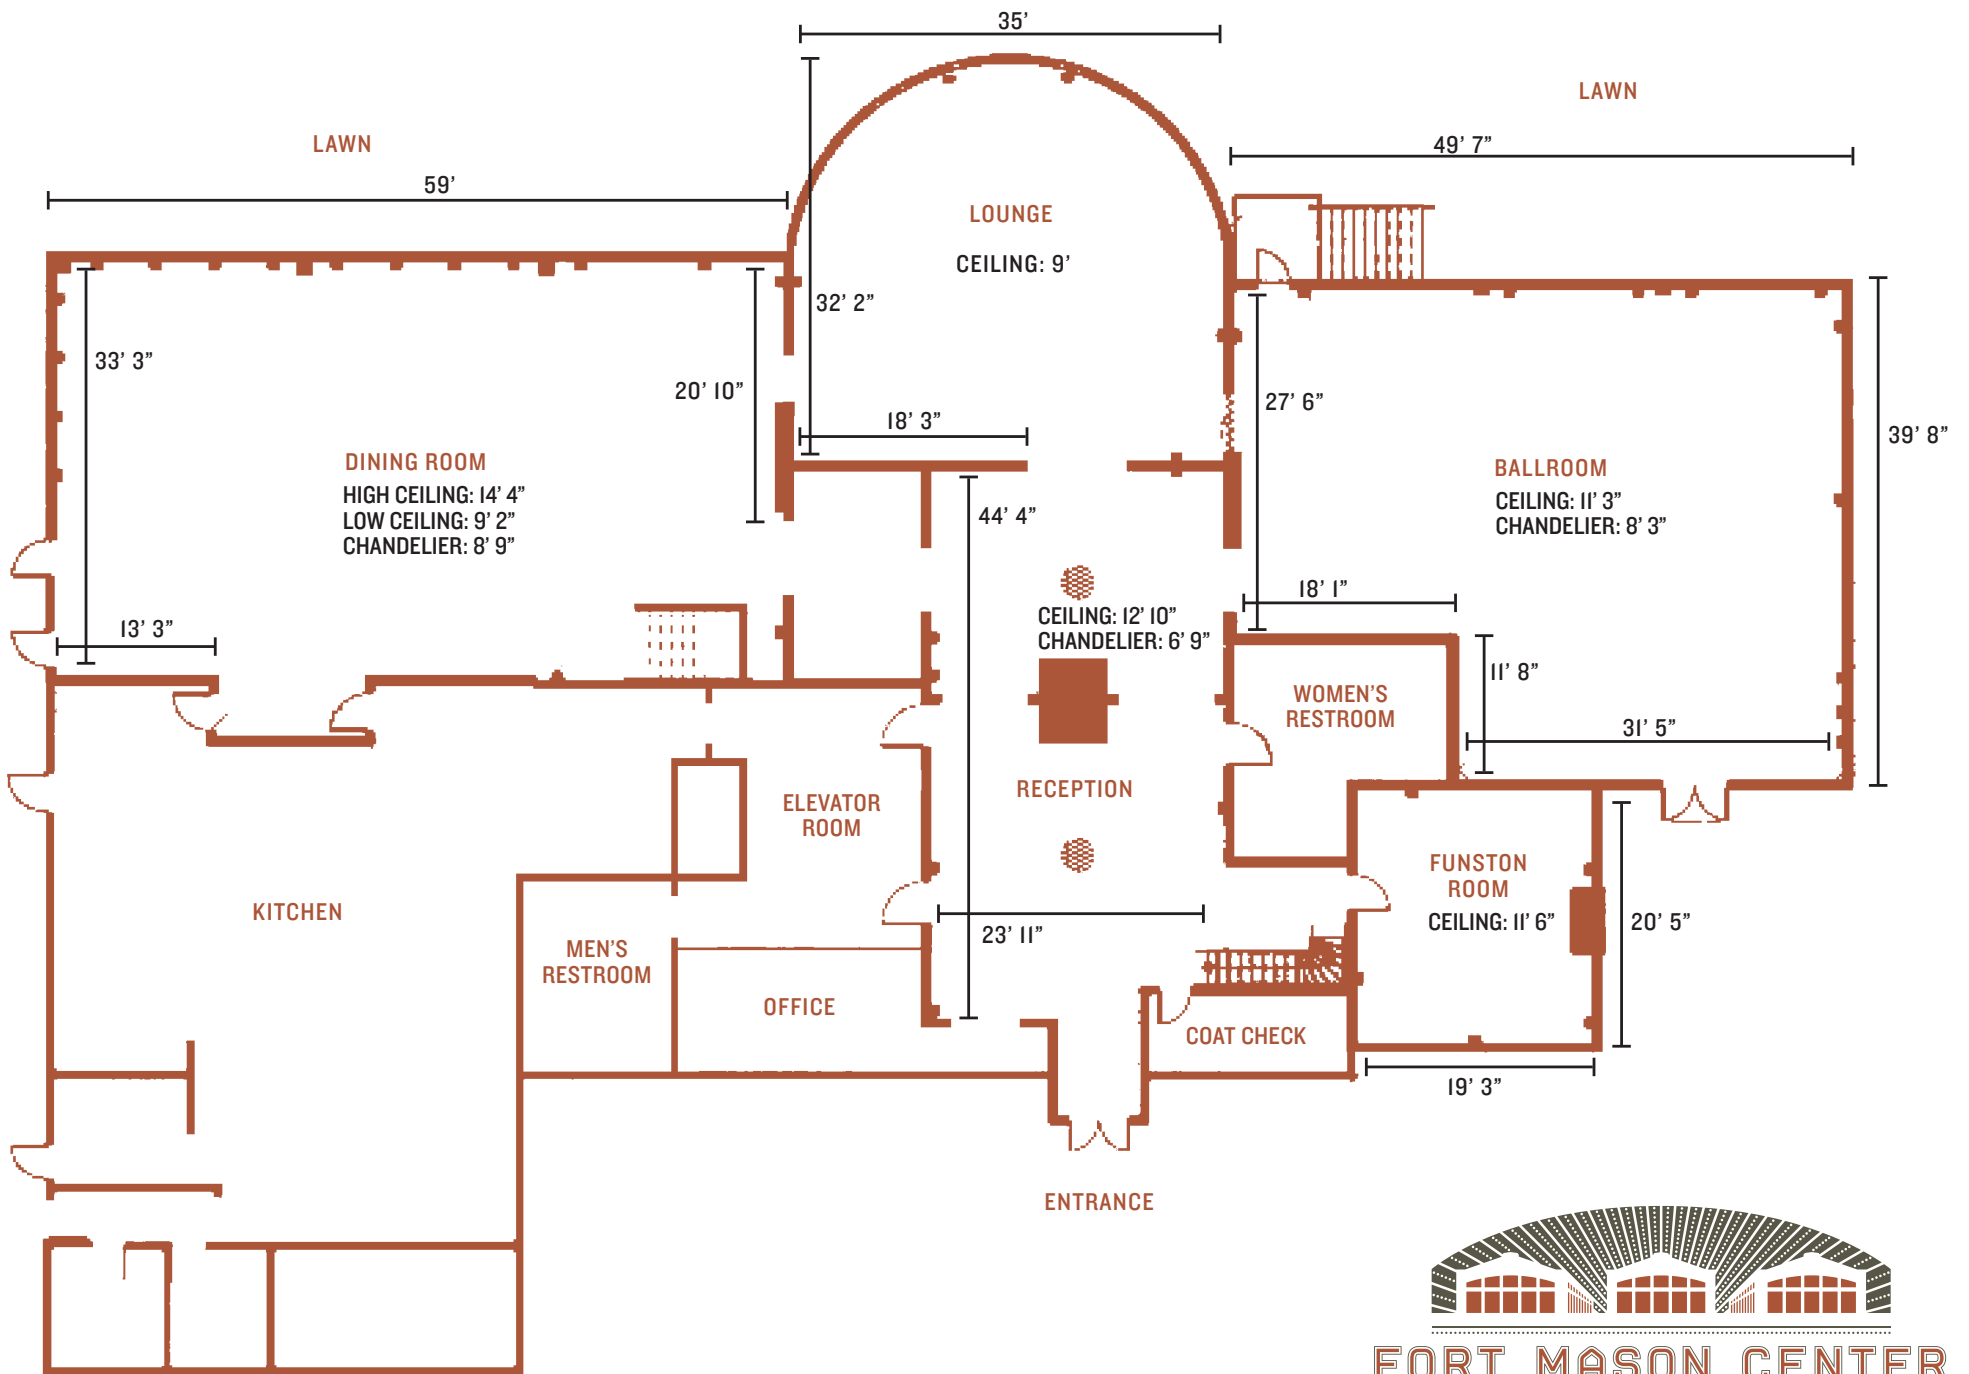 35’
LAWN
LAWN
49’ 7”
59’
LOUNGE
CEILING: 9’
32’ 2”
33’ 3”
20’ 10”
27’ 6”
18’ 3”
39’ 8”
DINING ROOM
HIGH CEILING: 14’ 4”
LOW CEILING: 9’ 2”
CHANDELIER: 8’ 9”
BALLROOM
CEILING: 11’ 3”
CHANDELIER: 8’ 3”
44’ 4”
18’ 1”
CEILING: 12’ 10”
CHANDELIER: 6’ 9”
13’ 3”
11’ 8”
WOMEN’S
RESTROOM
31’ 5”
RECEPTION
ELEVATOR
ROOM
FUNSTON
ROOM
CEILING: 11’ 6”
20’ 5”
KITCHEN
23’ 11”
MEN’S
RESTROOM
OFFICE
COAT CHECK
19’ 3”
ENTRANCE
FORT MASON CENTER